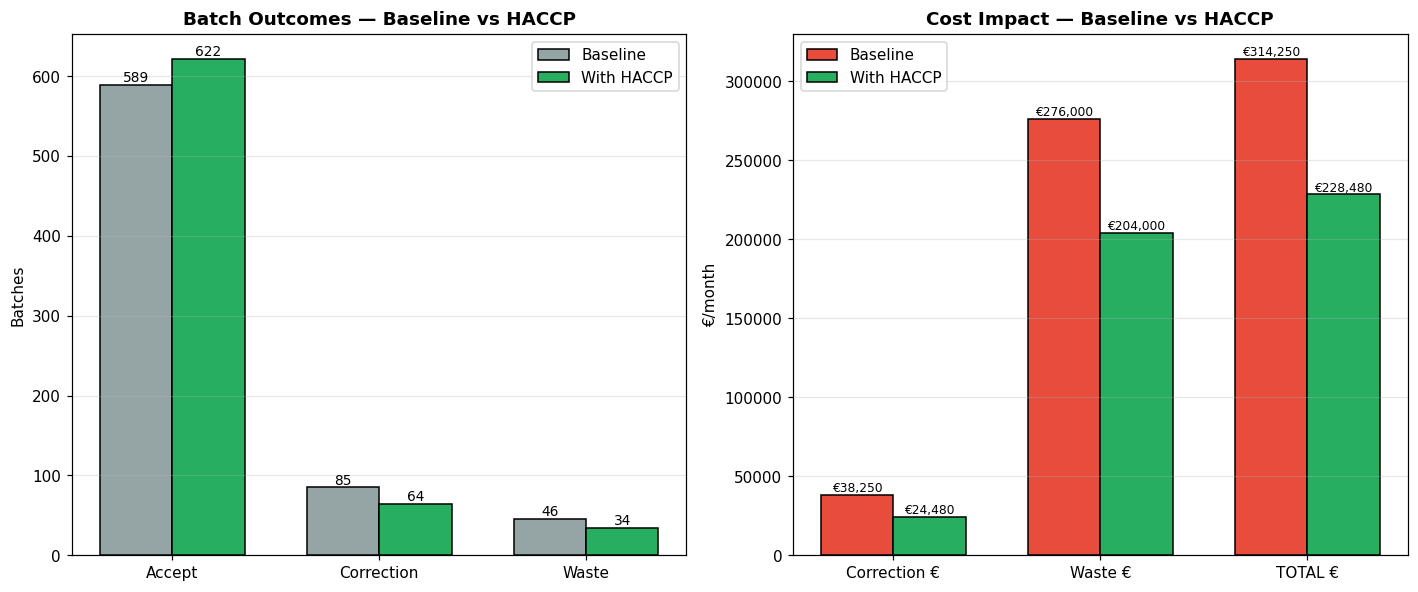 Batch Outcomes — Baseline vs HACCP
Baseline
With HACCP
Batches
600
500
400
300
200
100
0
589
622
85
64
46
34
Accept
Correction
Waste
Cost Impact — Baseline vs HACCP
Baseline
With HACCP
€/month
300000
250000
200000
150000
100000
50000
0
€38,250
€24,480
€276,000
€204,000
€314,250
€228,480
Correction €
Waste €
TOTAL €